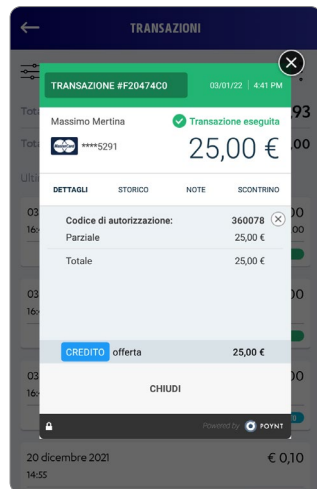 TRANSAZIONI
TRANSAZIONE #F20474C0 03/01/22 | 4:41 PM
Massimo Mertina Transazione eseguita
****5291 25,00 €
DETTAGLI STORICO NOTE SCONTRINO
Codice di autorizzazione: 360078
Parziale 25,00 €
Totale 25,00 €
CREDITO offerta 25,00 €
CHIUDI
Powered by POYNT
20 dicembre 2021 € 0,10
14:55